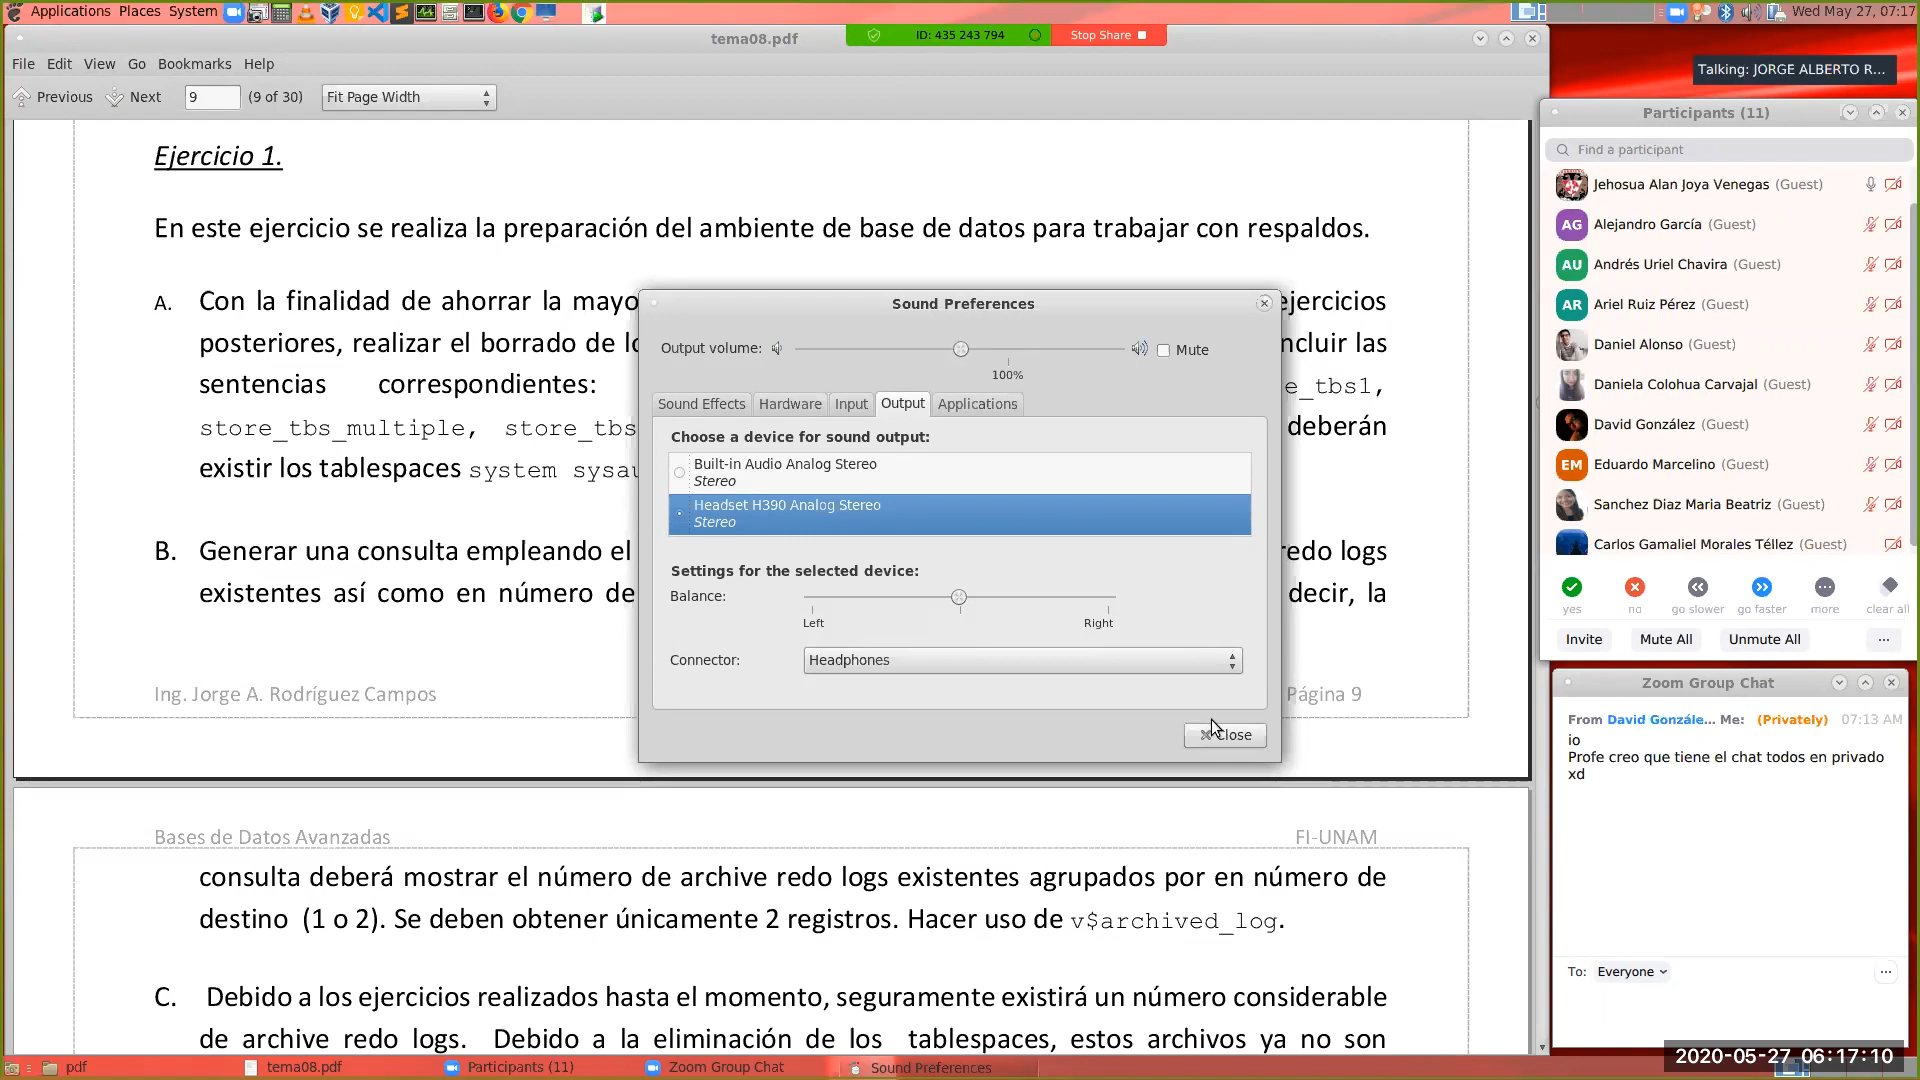 Applications Places System
Wed May 27, 07:17
tema08.pdf
ID: 435 243 794
Stop Share
File Edit View Go Bookmarks Help
Talking: JORGE ALBERTO R...
Previous Next 9 (9 of 30) Fit Page Width
Ejercicio 1.
En este ejercicio se realiza la preparación del ambiente de base de datos para trabajar con respaldos.
A. Con la finalidad de ahorrar la mayo
ejercicios
posteriores, realizar el borrado de lo
ncluir las
sentencias correspondientes:
e_tbs1,
store_tbs_multiple, store_tbs
deberán
existir los tablespaces system sysau
B. Generar una consulta empleando el
redo logs
existentes así como en número de
decir, la
Ing. Jorge A. Rodríguez Campos
Página 9
Bases de Datos Avanzadas
FI-UNAM
consulta deberá mostrar el número de archive redo logs existentes agrupados por en número de
destino (1 o 2). Se deben obtener únicamente 2 registros. Hacer uso de v$archived_log.
C. Debido a los ejercicios realizados hasta el momento, seguramente existirá un número considerable
de archive redo logs. Debido a la eliminación de los tablespaces, estos archivos ya no son
Sound Preferences
Output volume:
Mute
100%
Sound Effects Hardware Input Output Applications
Choose a device for sound output:
Built-in Audio Analog Stereo
Stereo
Headset H390 Analog Stereo
Stereo
Settings for the selected device:
Balance:
Left Right
Connector: Headphones
Close
Participants (11)
Find a participant
Jehosua Alan Joya Venegas (Guest)
AG Alejandro García (Guest)
AU Andrés Uriel Chavira (Guest)
AR Ariel Ruiz Pérez (Guest)
Daniel Alonso (Guest)
Daniela Colohua Carvajal (Guest)
David González (Guest)
EM Eduardo Marcelino (Guest)
Sanchez Diaz Maria Beatriz (Guest)
Carlos Gamaliel Morales Téllez (Guest)
yes no go slower go faster more clear all
Invite Mute All Unmute All ...
Zoom Group Chat
From David Gonzále... Me: (Privately) 07:13 AM
io
Profe creo que tiene el chat todos en privado
xd
To: Everyone ...
2020-05-27 06:17:10
pdf
tema08.pdf
Participants (11)
Zoom Group Chat
Sound Preferences